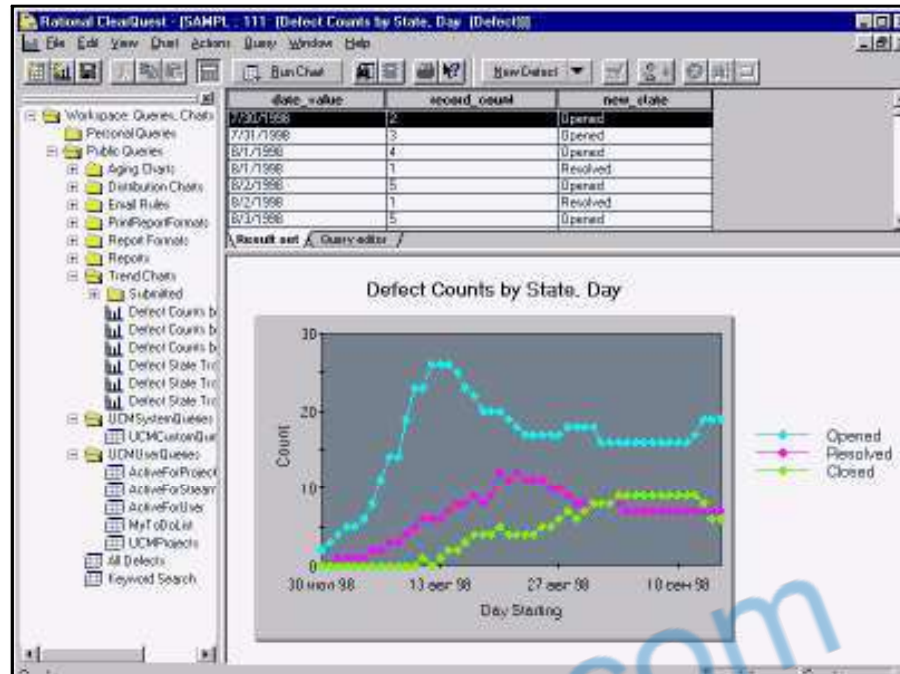 Rational ClearQuest - [SAMPL : 111 (Defect Counts by State, Day (Defect))]
File Edit View Chart Actions Query Window Help
Run Chart New Defect
Workspace: Queries, Charts
Personal Queries
Public Queries
Aging Charts
Distribution Charts
Email Rules
PrintReportFormats
Report Formats
Reports
Trend Charts
Submitted
Defect Counts b
Defect Counts b
Defect Counts b
Defect State Tre
Defect State Tre
Defect State Tre
UCMSystemQueries
UCMCustomQue
UCMUserQueries
ActiveForProject
ActiveForStream
ActiveForUser
MyToDoList
UCMProjects
All Defects
Keyword Search
date_value record_count new_state
7/30/1998 2 Opened
7/31/1998 3 Opened
8/1/1998 4 Opened
8/1/1998 1 Resolved
8/2/1998 5 Opened
8/2/1998 1 Resolved
8/3/1998 5 Opened
Result set Query editor
Defect Counts by State, Day
Count
30
20
10
0
30 июл 98 13 авг 98 27 авг 98 10 сен 98
Day Starting
Opened
Resolved
Closed
.com